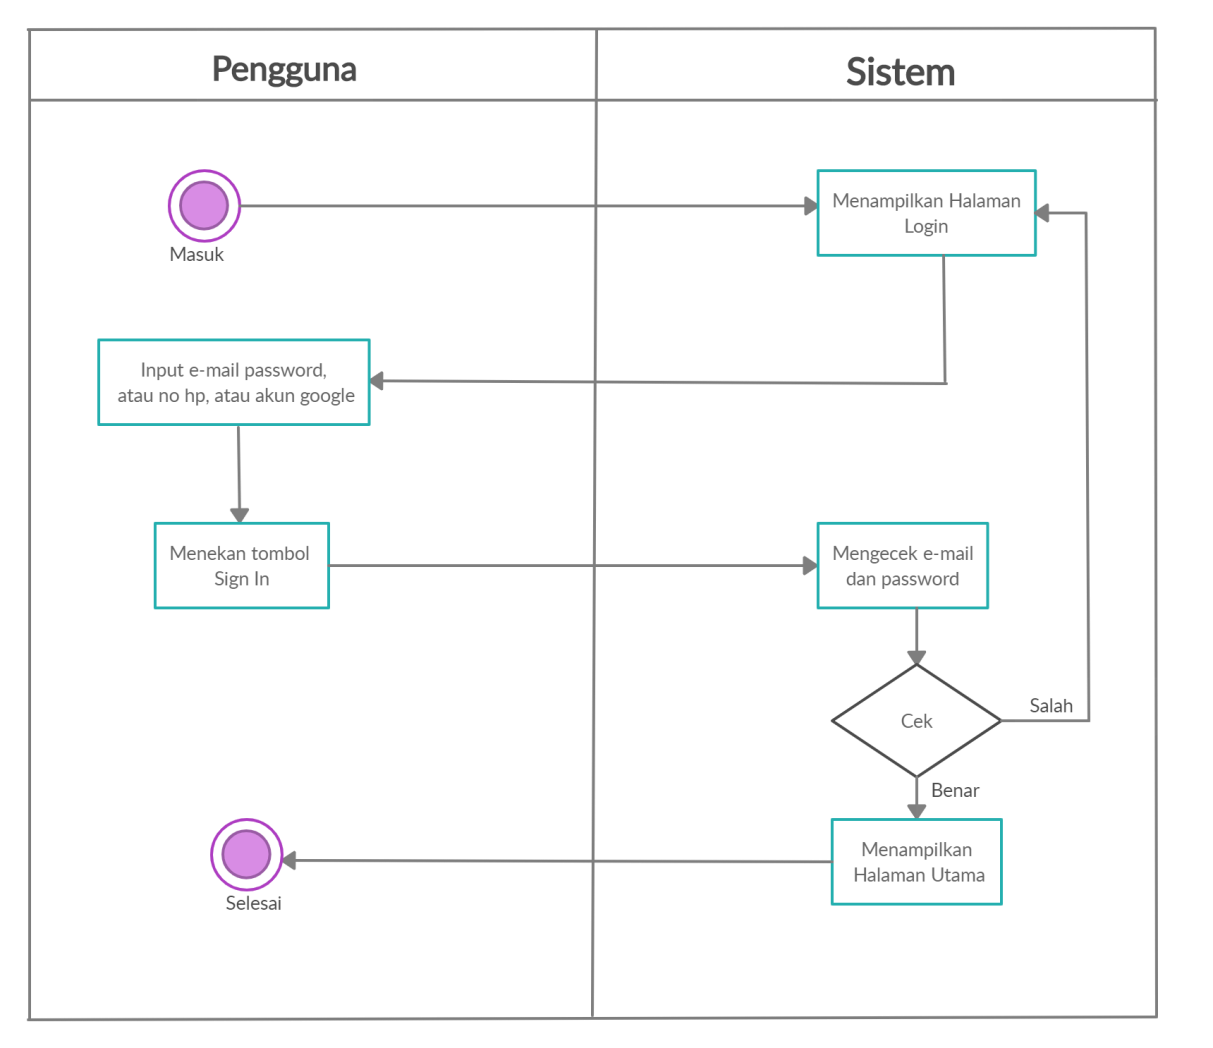 Pengguna
Sistem
Masuk
Menampilkan Halaman
Login
Input e-mail password,
atau no hp, atau akun google
Menekan tombol
Sign In
Mengecek e-mail
dan password
Cek
Salah
Benar
Menampilkan
Halaman Utama
Selesai